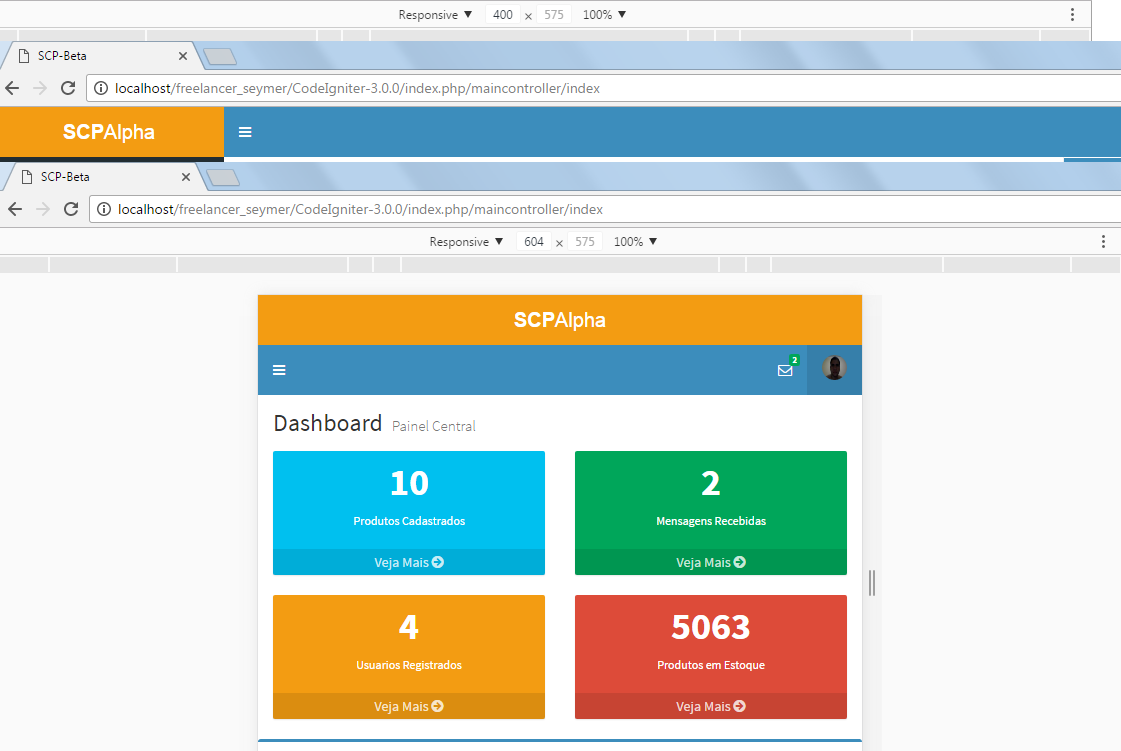 Responsive ▼ 400 × 575 100% ▼
SCP-Beta
localhost/freelancer_seymer/CodeIgniter-3.0.0/index.php/maincontroller/index
SCPAlpha
SCP-Beta
localhost/freelancer_seymer/CodeIgniter-3.0.0/index.php/maincontroller/index
Responsive ▼ 604 × 575 100% ▼
SCPAlpha
2
Dashboard Painel Central
10
Produtos Cadastrados
Veja Mais
2
Mensagens Recebidas
Veja Mais
4
Usuarios Registrados
Veja Mais
5063
Produtos em Estoque
Veja Mais